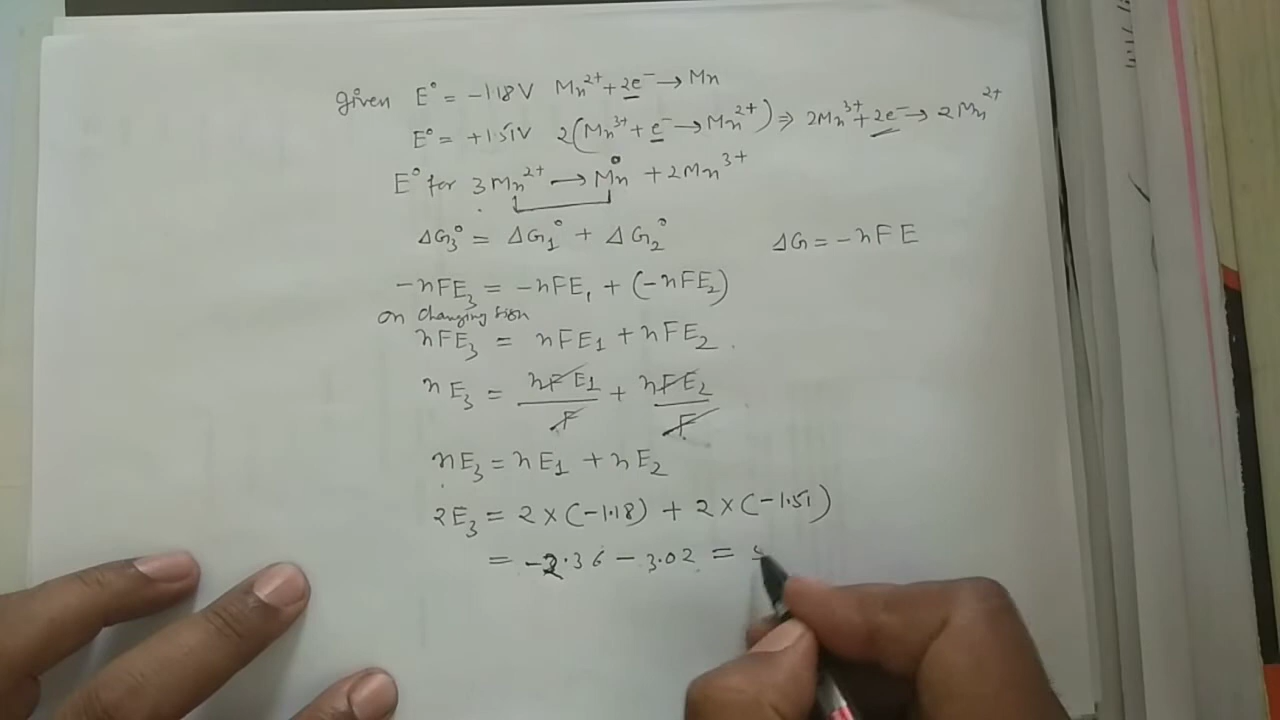 given E° = -1.18V Mn²⁺ + 2e⁻ → Mn
E° = +1.51V 2(Mn³⁺ + e⁻ → Mn²⁺) ⇒ 2Mn³⁺ + 2e⁻ → 2Mn²⁺
E° for 3Mn²⁺ → Mn⁰ + 2Mn³⁺
ΔG₃° = ΔG₁° + ΔG₂° ΔG = -nFE
-nFE₃ = -nFE₁ + (-nFE₂)
on changing sign
nFE₃ = nFE₁ + nFE₂.
nE₃ = nFE₁/F + nFE₂/F
nE₃ = nE₁ + nE₂
2E₃ = 2×(-1.18) + 2×(-1.51)
= -2.36 - 3.02 =